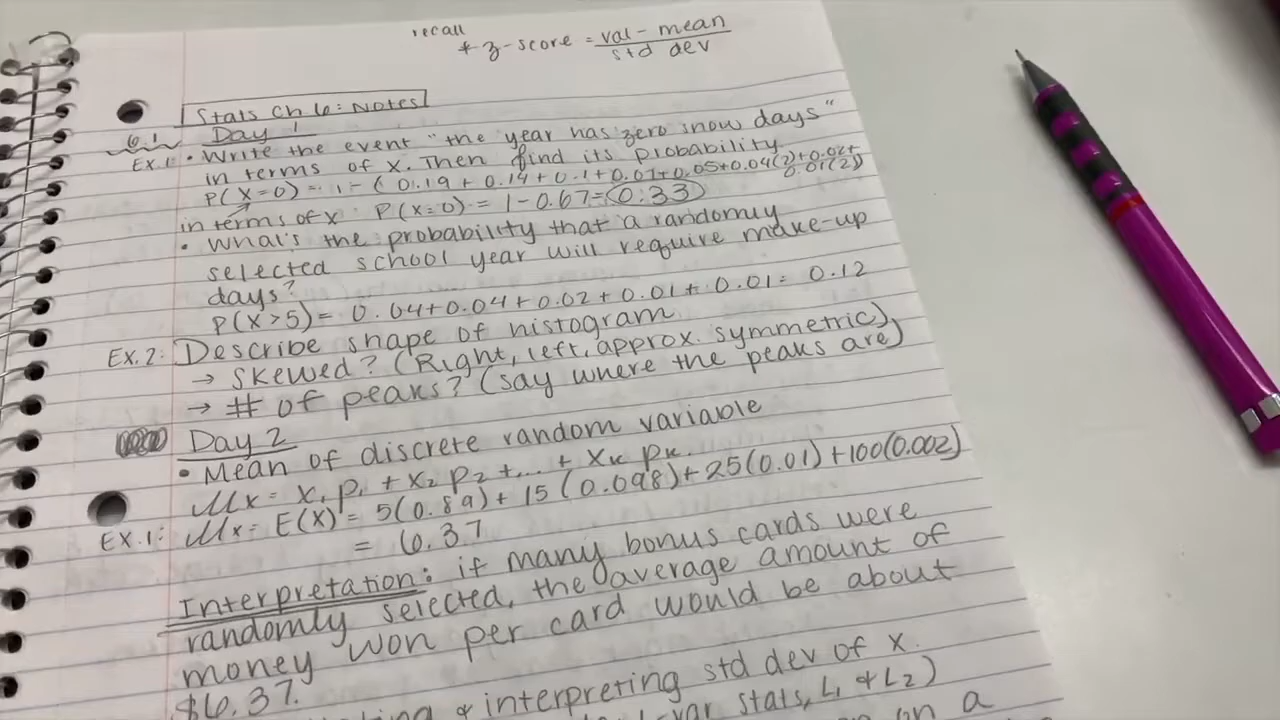 recall
* z-score = val - mean
std dev
Stats Ch 6: Notes
6.1 Day 1
Ex.1: • Write the event "the year has zero snow days"
in terms of x. Then find its probability.
P(X=0) = 1 - (0.19 + 0.14 + 0.1 + 0.07 + 0.05 + 0.04(2) + 0.02 +
0.01(2))
in terms of x P(x=0) = 1 - 0.67 = 0.33
• What's the probability that a randomly
selected school year will require make-up
days?
P(X>5) = 0.04 + 0.04 + 0.02 + 0.01 + 0.01 = 0.12
Ex.2: Describe shape of histogram
→ Skewed? (Right, left, approx. symmetric)
→ # of peaks? (say where the peaks are)
Day 2
• Mean of discrete random variable
μx = x₁p₁ + x₂p₂ + ... + xₖpₖ.
Ex.1: μx = E(X) = 5(0.89) + 15(0.098) + 25(0.01) + 100(0.002)
= 6.37
Interpretation: if many bonus cards were
randomly selected, the average amount of
money won per card would be about
$6.37.
& interpreting std dev of x.
var stats, L₁ & L₂)
on a